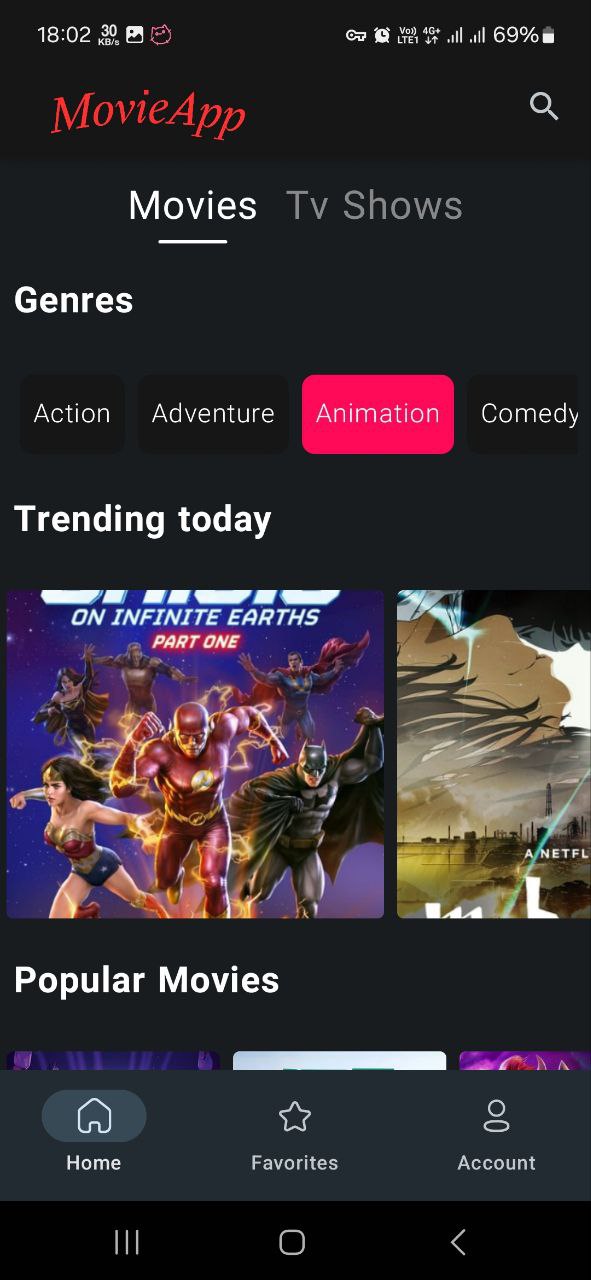 18:02 30 KB/s Vo)) LTE1 4G+ 69%
MovieApp
Movies Tv Shows
Genres
Action Adventure Animation Comedy
Trending today
ON INFINITE EARTHS
PART ONE
A NETFL
Popular Movies
Home Favorites Account